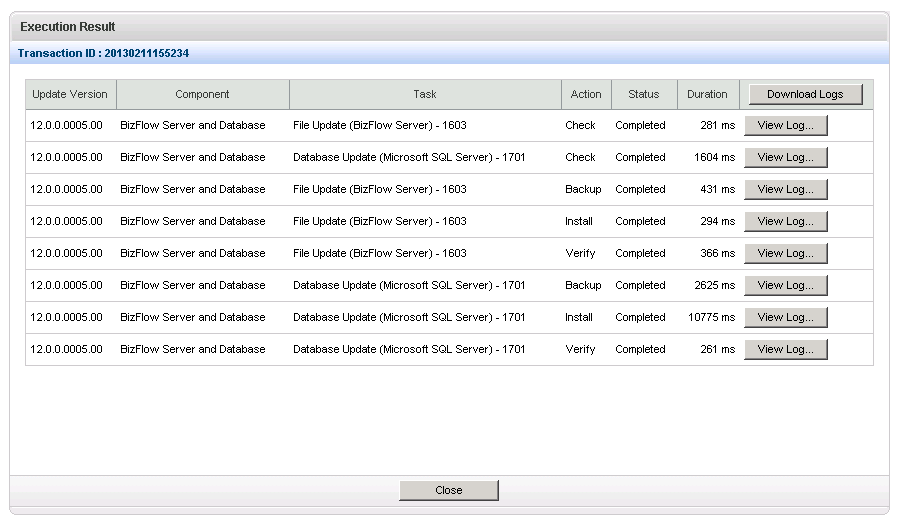 Execution Result
Transaction ID : 20130211155234
Update Version Component Task Action Status Duration Download Logs
12.0.0.0005.00 BizFlow Server and Database File Update (BizFlow Server) - 1603 Check Completed 281 ms View Log...
12.0.0.0005.00 BizFlow Server and Database Database Update (Microsoft SQL Server) - 1701 Check Completed 1604 ms View Log...
12.0.0.0005.00 BizFlow Server and Database File Update (BizFlow Server) - 1603 Backup Completed 431 ms View Log...
12.0.0.0005.00 BizFlow Server and Database File Update (BizFlow Server) - 1603 Install Completed 294 ms View Log...
12.0.0.0005.00 BizFlow Server and Database File Update (BizFlow Server) - 1603 Verify Completed 366 ms View Log...
12.0.0.0005.00 BizFlow Server and Database Database Update (Microsoft SQL Server) - 1701 Backup Completed 2625 ms View Log...
12.0.0.0005.00 BizFlow Server and Database Database Update (Microsoft SQL Server) - 1701 Install Completed 10775 ms View Log...
12.0.0.0005.00 BizFlow Server and Database Database Update (Microsoft SQL Server) - 1701 Verify Completed 261 ms View Log...
Close